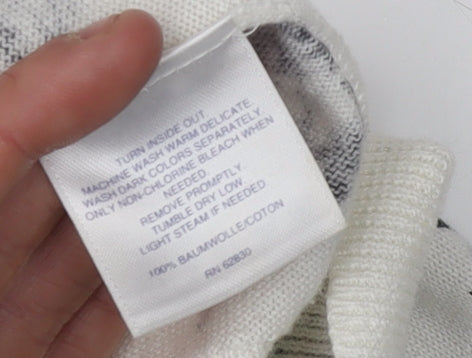 TURN INSIDE OUT.
MACHINE WASH WARM DELICATE.
WASH DARK COLORS SEPARATELY
ONLY NON-CHLORINE BLEACH WHEN
NEEDED.
REMOVE PROMPTLY.
TUMBLE DRY LOW
LIGHT STEAM IF NEEDED
100% BAUMWOLLE/COTON
RN 62830